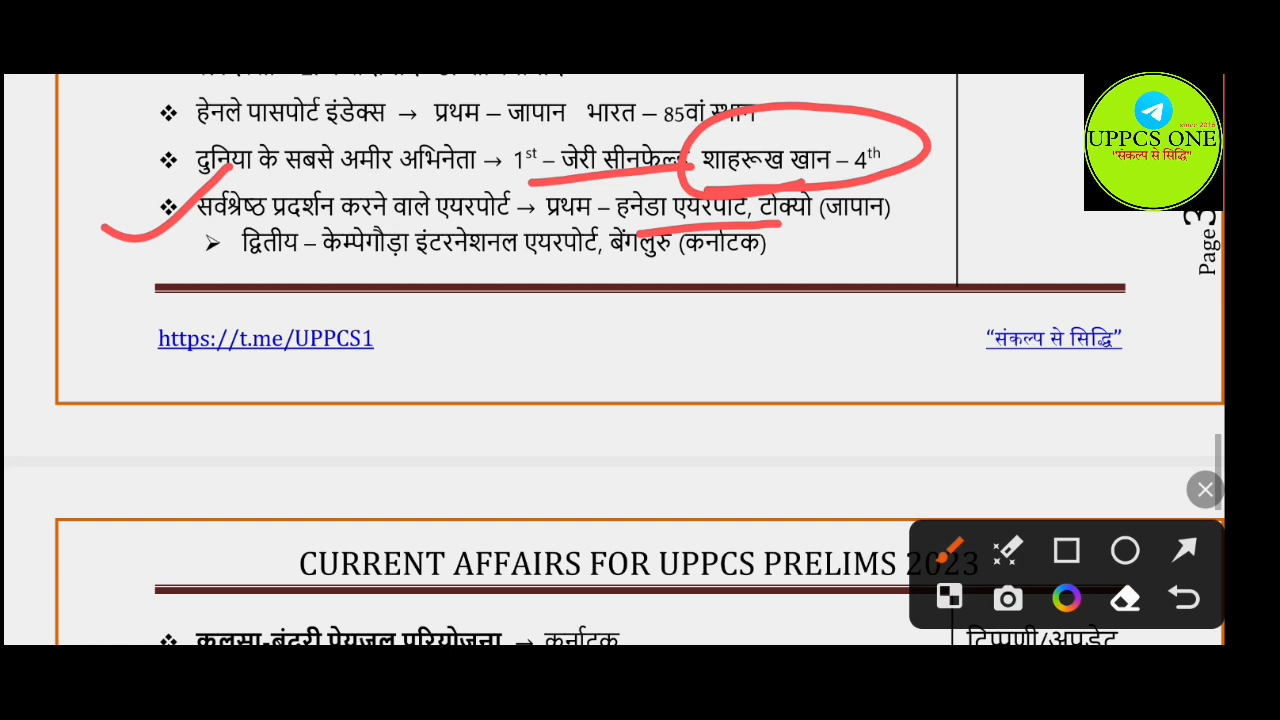 ❖ हेनले पासपोर्ट इंडेक्स → प्रथम – जापान भारत – 85वां स्थान
❖ दुनिया के सबसे अमीर अभिनेता → 1st – जेरी सीनफेल्ड, शाहरूख खान – 4th
❖ सर्वश्रेष्ठ प्रदर्शन करने वाले एयरपोर्ट → प्रथम – हनेडा एयरपोर्ट, टोक्यो (जापान)
➢ द्वितीय – केम्पेगौड़ा इंटरनेशनल एयरपोर्ट, बेंगलुरु (कर्नाटक)
since 2016
UPPCS ONE
"संकल्प से सिद्धि"
Page 3
https://t.me/UPPCS1 “संकल्प से सिद्धि”
CURRENT AFFAIRS FOR UPPCS PRELIMS 2023
❖ कलसा-बंदूरी पेयजल परियोजना → कर्नाटक
टिप्पणी/अपडेट